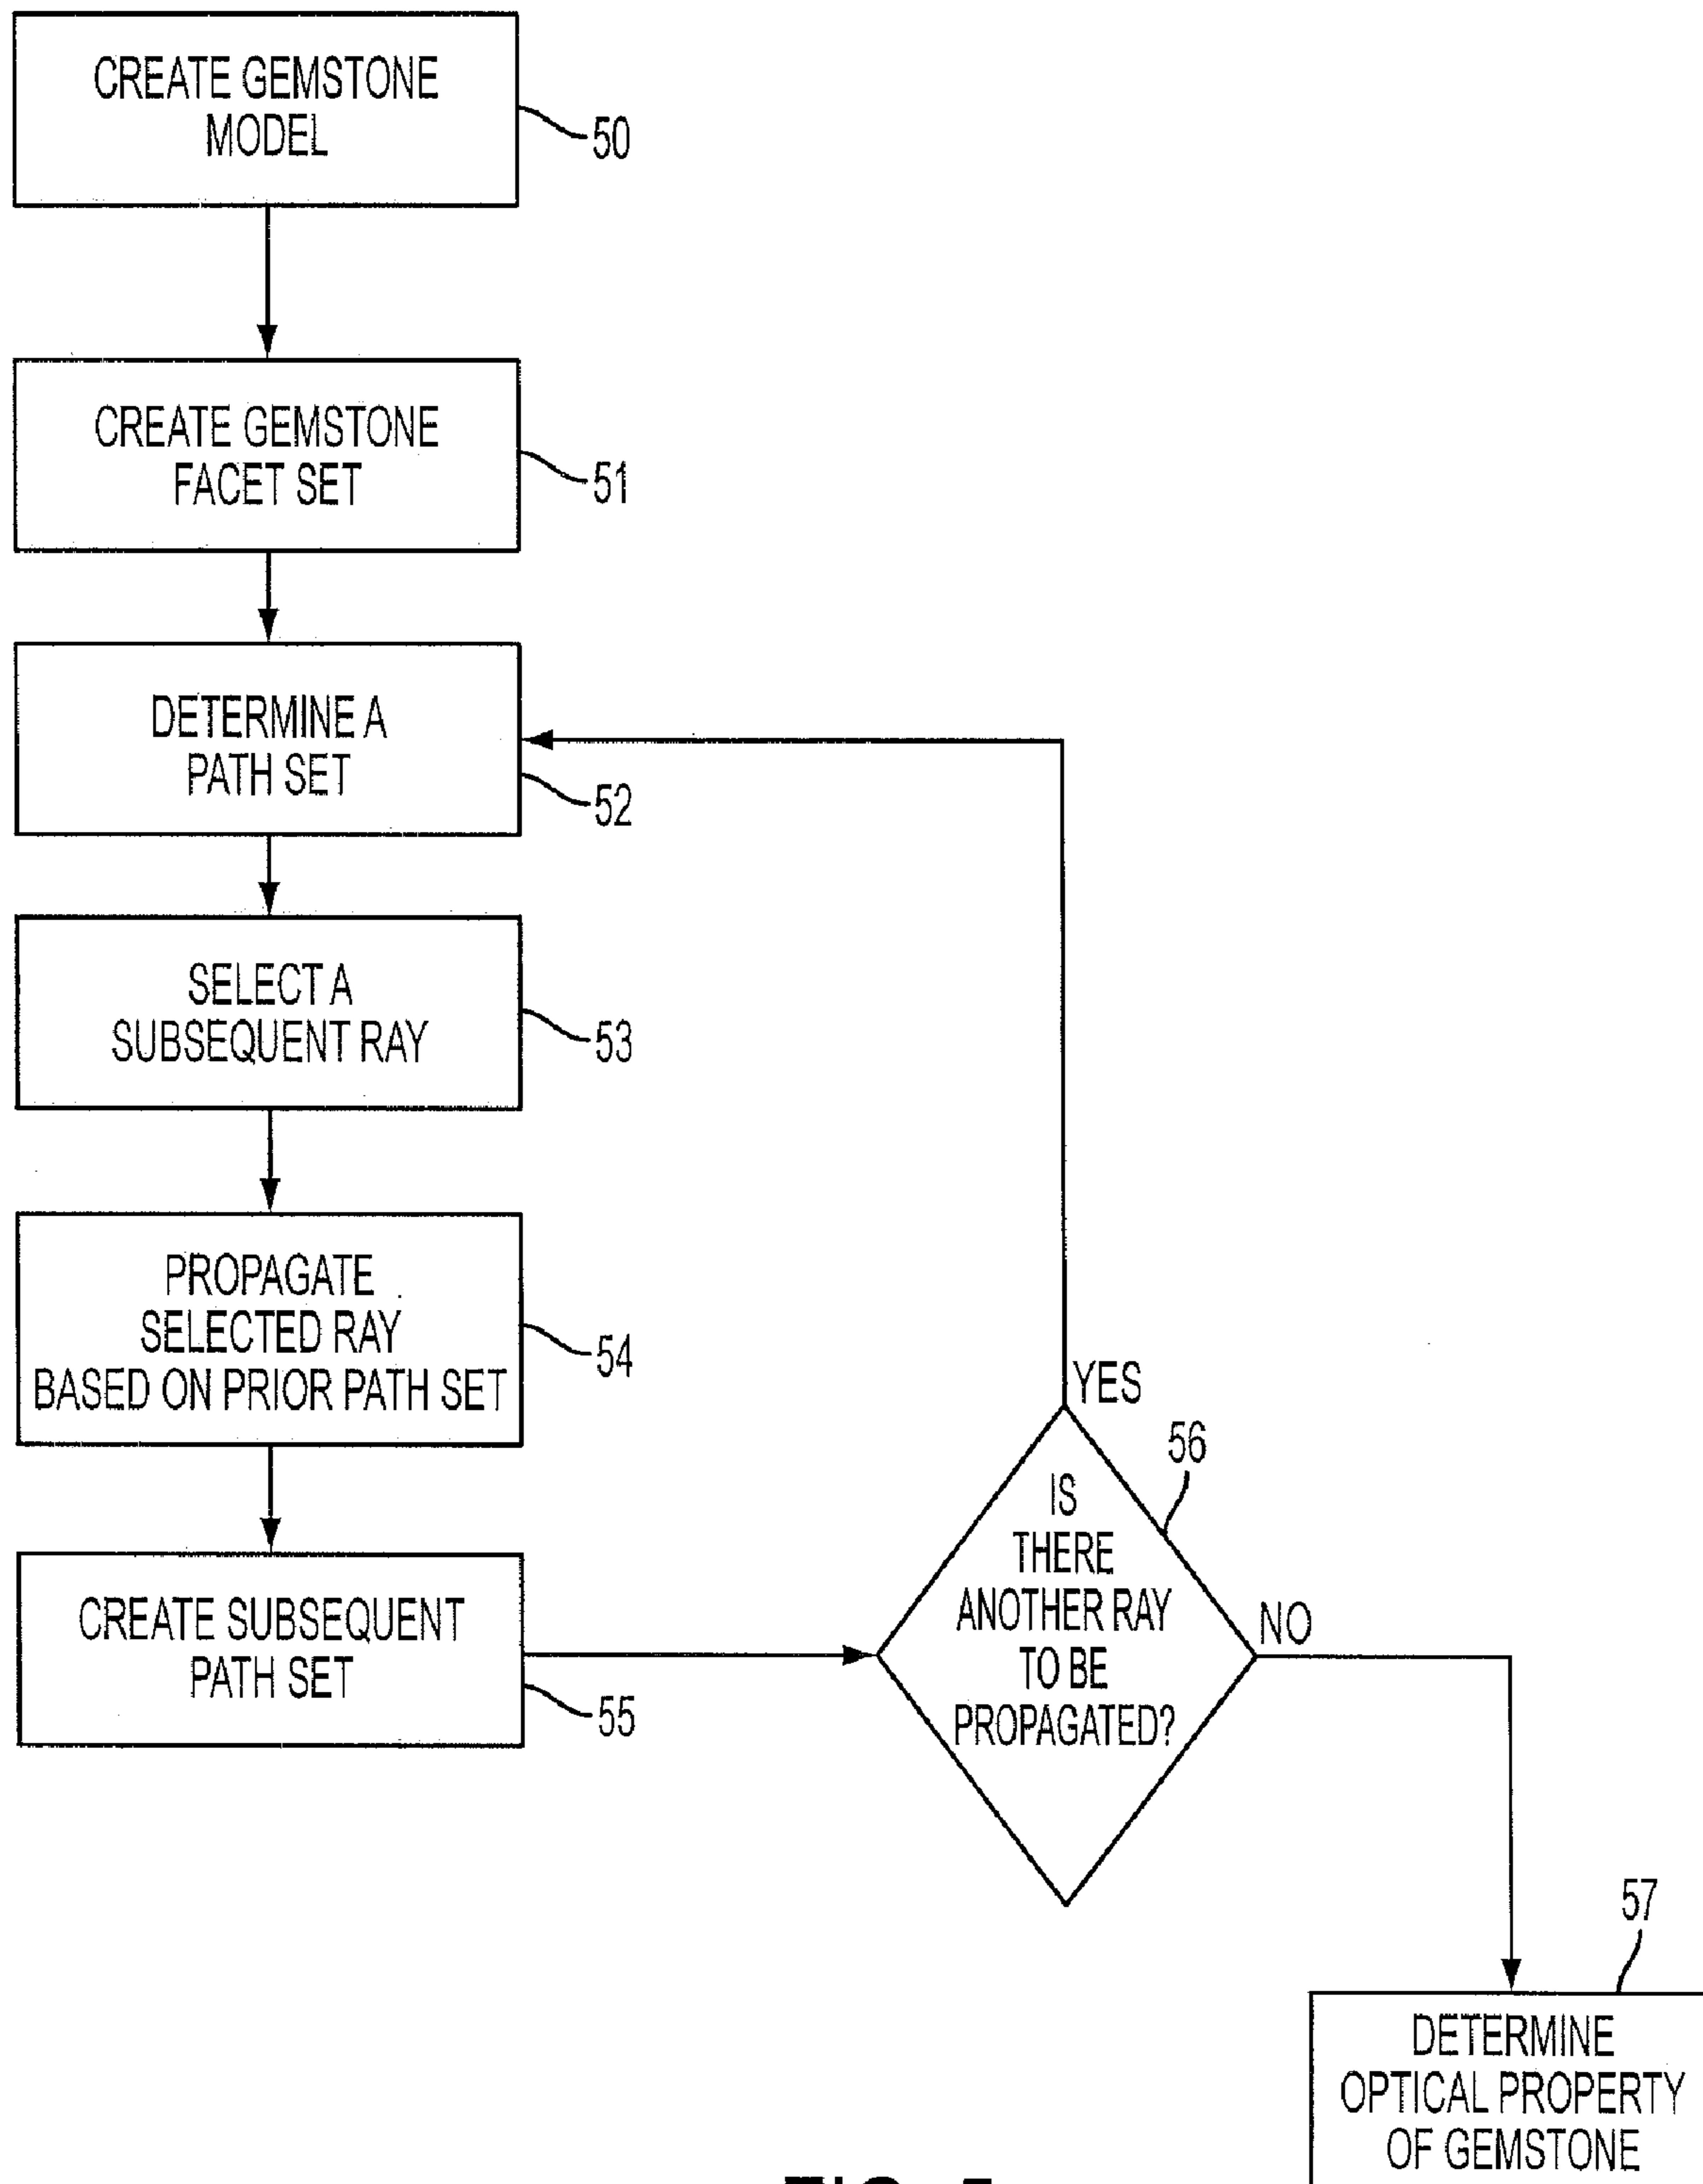 CREATE GEMSTONE
MODEL
50
CREATE GEMSTONE
FACET SET
51
DETERMINE A
PATH SET
52
SELECT A
SUBSEQUENT RAY
53
PROPAGATE
SELECTED RAY
BASED ON PRIOR PATH SET
54
CREATE SUBSEQUENT
PATH SET
55
YES
56
IS
THERE
ANOTHER RAY
TO BE
PROPAGATED?
NO
57
DETERMINE
OPTICAL PROPERTY
OF GEMSTONE